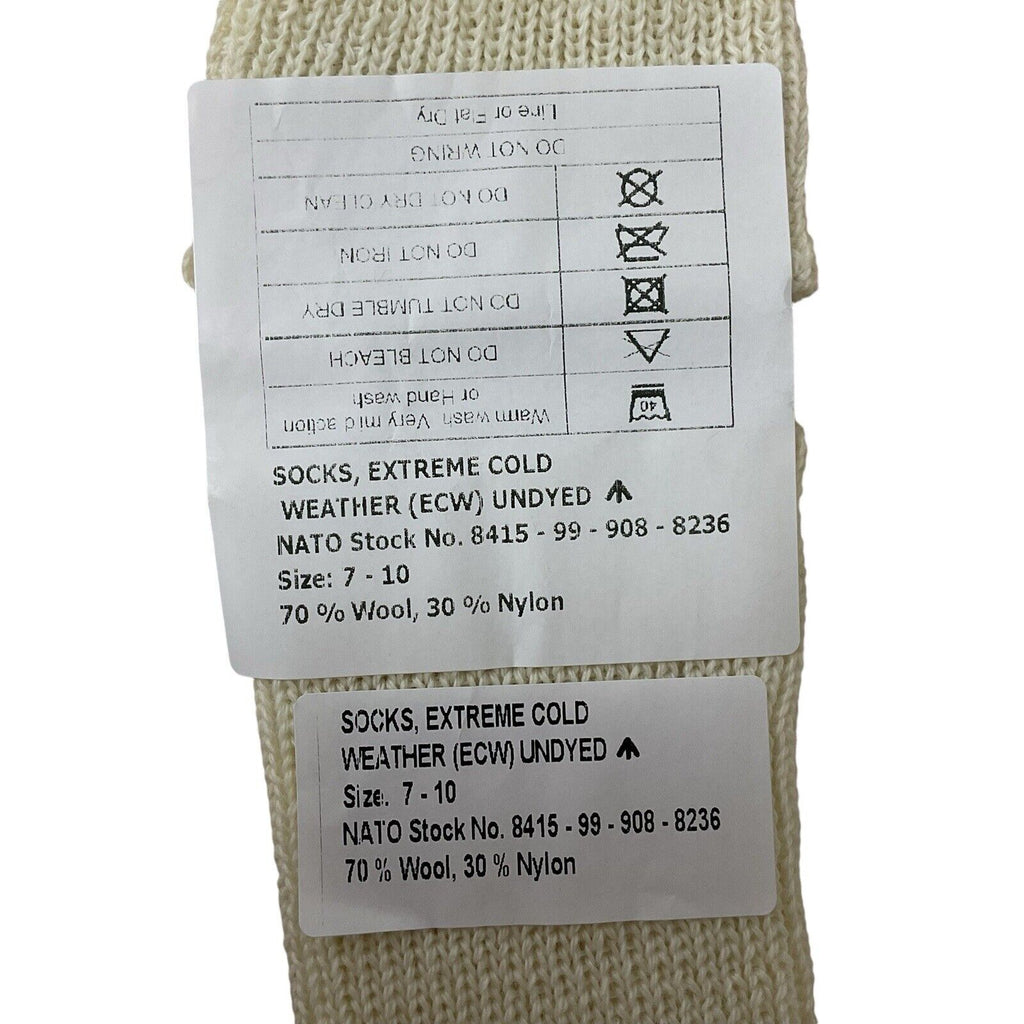 Line or Flat Dry
DO NOT WRING
DO NOT DRY CLEAN
DO NOT IRON
DO NOT TUMBLE DRY
DO NOT BLEACH
Warm wash Very mild action
or Hand wash
40
SOCKS, EXTREME COLD
WEATHER (ECW) UNDYED
NATO Stock No. 8415 - 99 - 908 - 8236
Size: 7 - 10
70 % Wool, 30 % Nylon
SOCKS, EXTREME COLD
WEATHER (ECW) UNDYED
Size. 7 - 10
NATO Stock No. 8415 - 99 - 908 - 8236
70 % Wool, 30 % Nylon